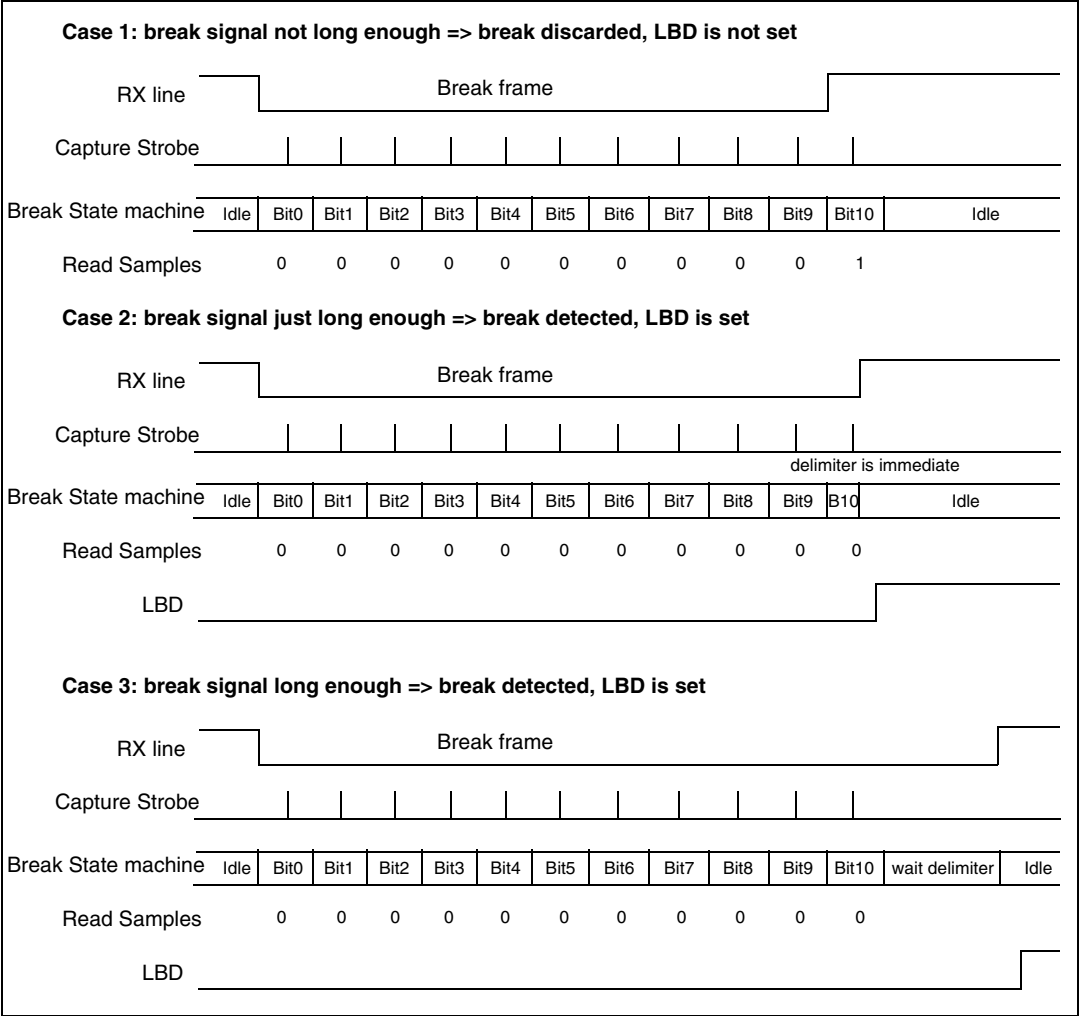 Case 1: break signal not long enough => break discarded, LBD is not set
RX line
Break frame
Capture Strobe
Break State machine Idle Bit0 Bit1 Bit2 Bit3 Bit4 Bit5 Bit6 Bit7 Bit8 Bit9 Bit10 Idle
Read Samples 0 0 0 0 0 0 0 0 0 0 1
Case 2: break signal just long enough => break detected, LBD is set
RX line
Break frame
Capture Strobe
delimiter is immediate
Break State machine Idle Bit0 Bit1 Bit2 Bit3 Bit4 Bit5 Bit6 Bit7 Bit8 Bit9 B10 Idle
Read Samples 0 0 0 0 0 0 0 0 0 0 0
LBD
Case 3: break signal long enough => break detected, LBD is set
RX line
Break frame
Capture Strobe
Break State machine Idle Bit0 Bit1 Bit2 Bit3 Bit4 Bit5 Bit6 Bit7 Bit8 Bit9 Bit10 wait delimiter Idle
Read Samples 0 0 0 0 0 0 0 0 0 0 0
LBD